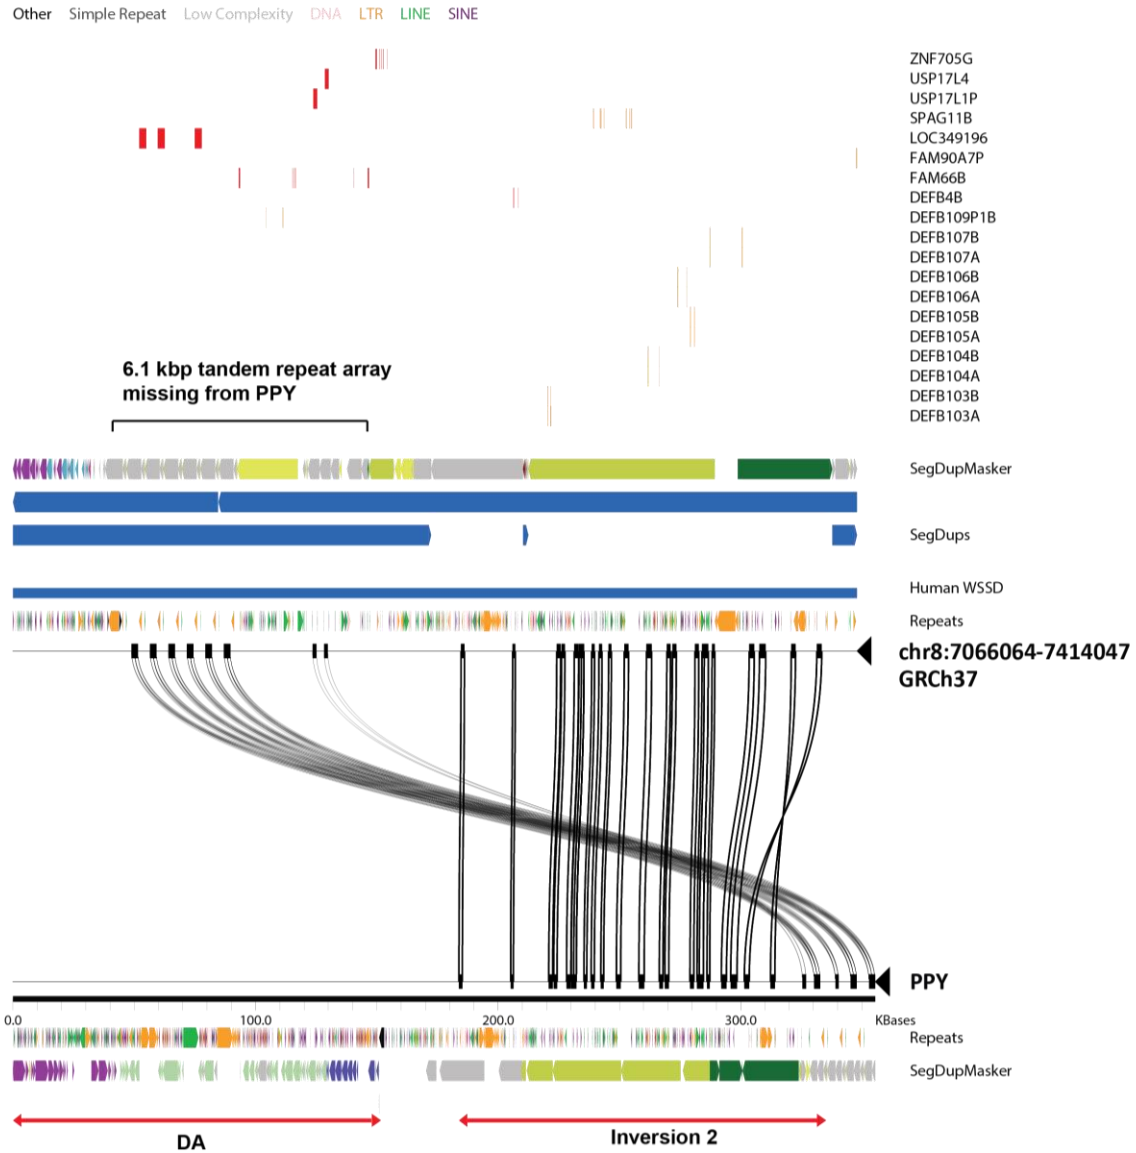 Other Simple Repeat Low Complexity DNA LTR LINE SINE
ZNF705G
USP17L4
USP17L1P
SPAG11B
LOC349196
FAM90A7P
FAM66B
DEFB4B
DEFB109P1B
DEFB107B
DEFB107A
DEFB106B
DEFB106A
DEFB105B
DEFB105A
DEFB104B
DEFB104A
DEFB103B
DEFB103A
6.1 kbp tandem repeat array
missing from PPY
SegDupMasker
SegDups
Human WSSD
Repeats
chr8:7066064-7414047
GRCh37
PPY
0.0 100.0 200.0 300.0 KBases
Repeats
SegDupMasker
DA Inversion 2